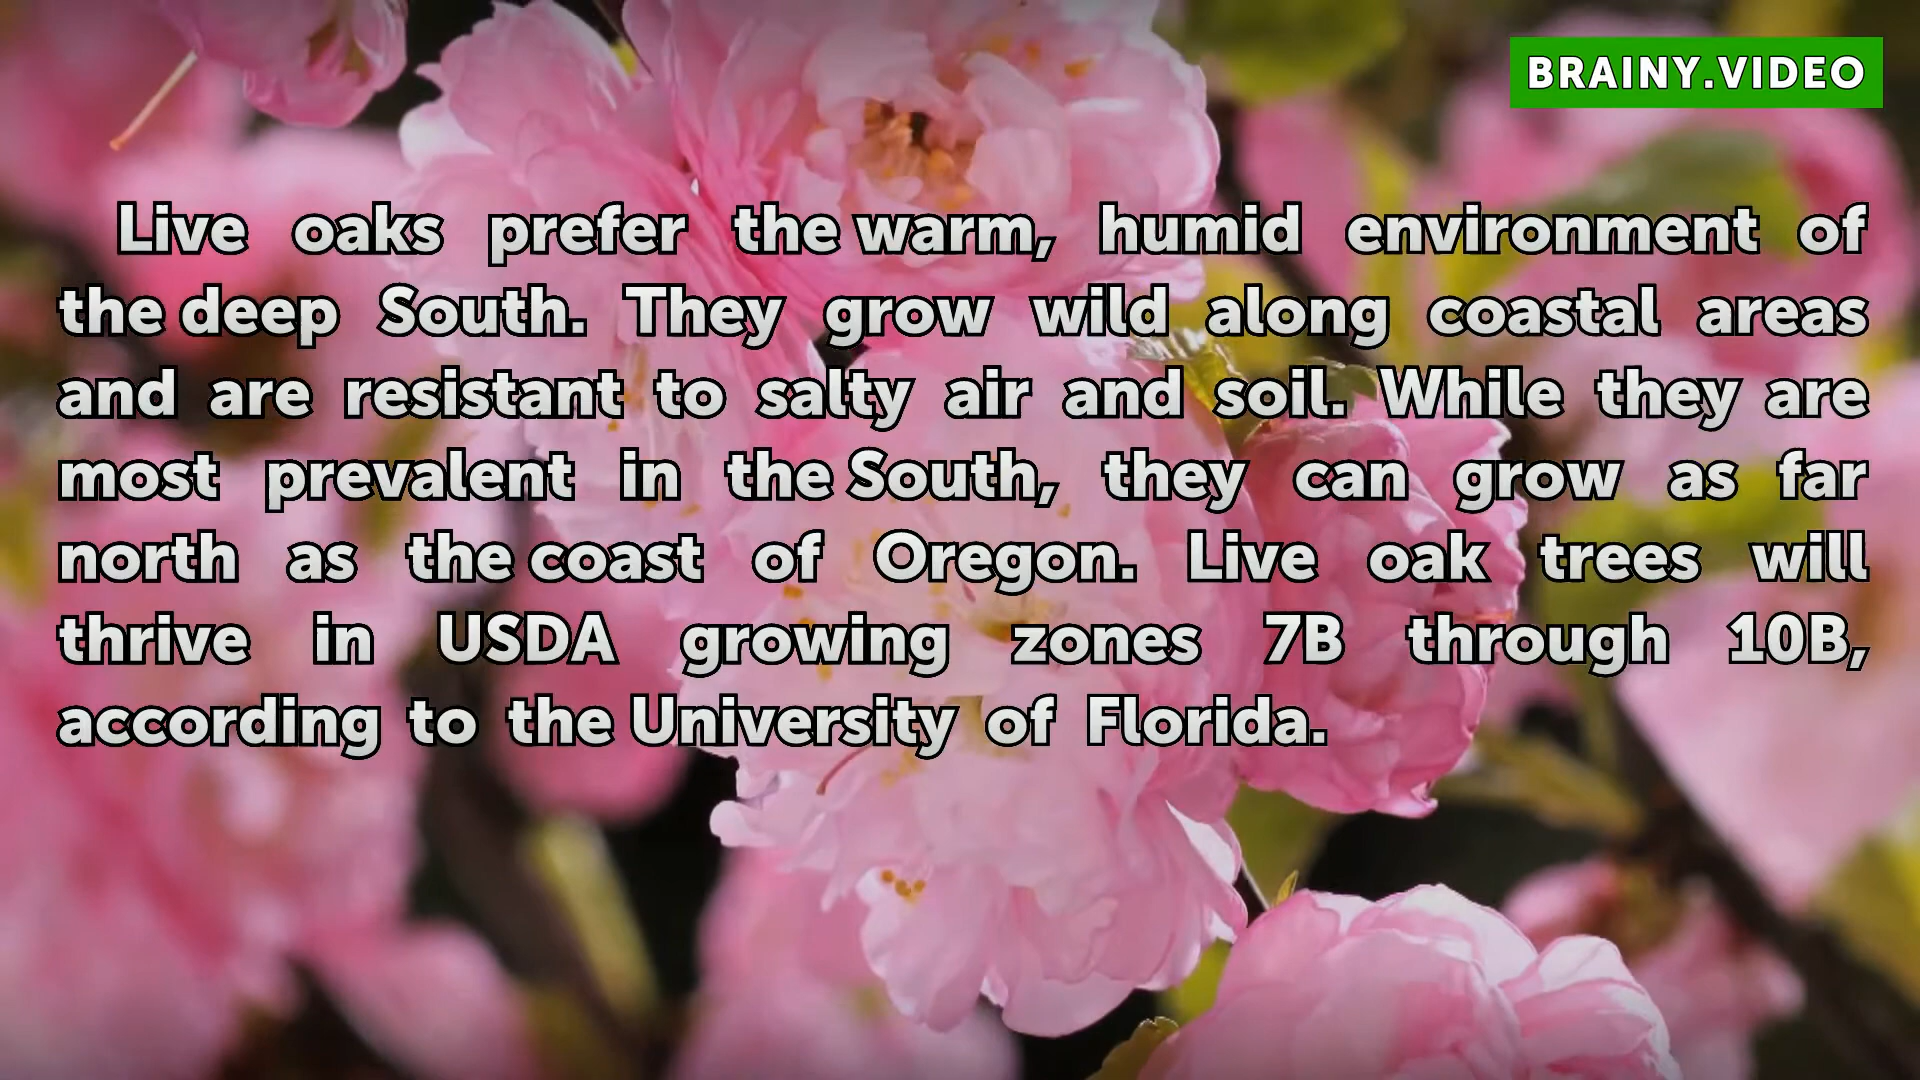 BRAINY.VIDEO
Live oaks prefer the warm, humid environment of
the deep South. They grow wild along coastal areas
and are resistant to salty air and soil. While they are
most prevalent in the South, they can grow as far
north as the coast of Oregon. Live oak trees will
thrive in USDA growing zones 7B through 10B,
according to the University of Florida.